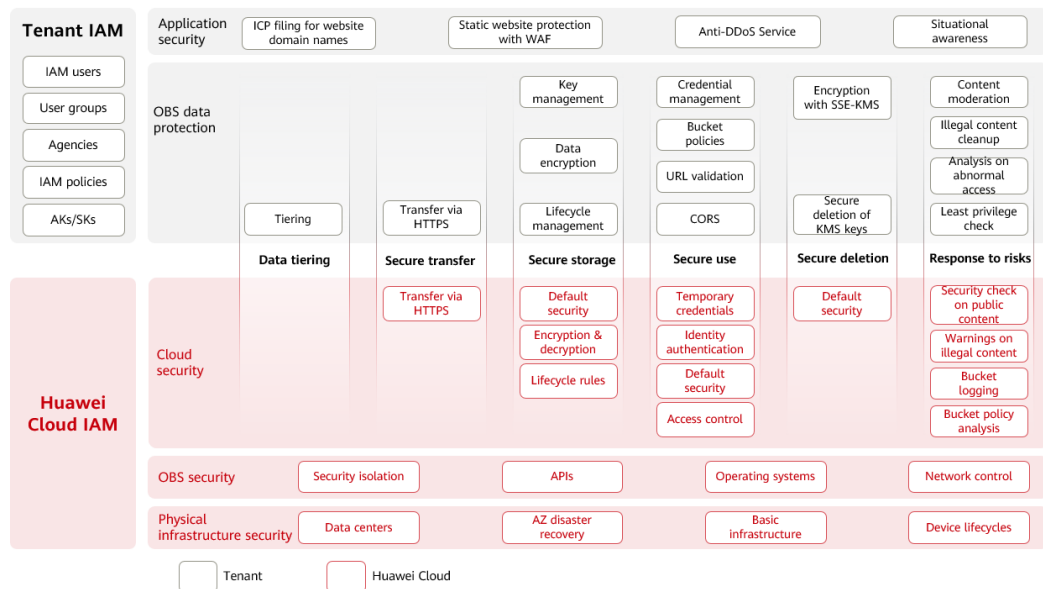 Tenant IAM
IAM users
User groups
Agencies
IAM policies
AKs/SKs
Application
security
ICP filing for website
domain names
Static website protection
with WAF
Anti-DDoS Service
Situational
awareness
OBS data
protection
Tiering
Transfer via
HTTPS
Key
management
Data
encryption
Lifecycle
management
Credential
management
Bucket
policies
URL validation
CORS
Encryption
with SSE-KMS
Secure
deletion of
KMS keys
Content
moderation
Illegal content
cleanup
Analysis on
abnormal
access
Least privilege
check
Data tiering
Secure transfer
Secure storage
Secure use
Secure deletion
Response to risks
Huawei
Cloud IAM
Cloud
security
Transfer via
HTTPS
Default
security
Encryption &
decryption
Lifecycle rules
Temporary
credentials
Identity
authentication
Default
security
Access control
Default
security
Security check
on public
content
Warnings on
illegal content
Bucket
logging
Bucket policy
analysis
OBS security
Security isolation
APIs
Operating systems
Network control
Physical
infrastructure security
Data centers
AZ disaster
recovery
Basic
infrastructure
Device lifecycles
Tenant
Huawei Cloud